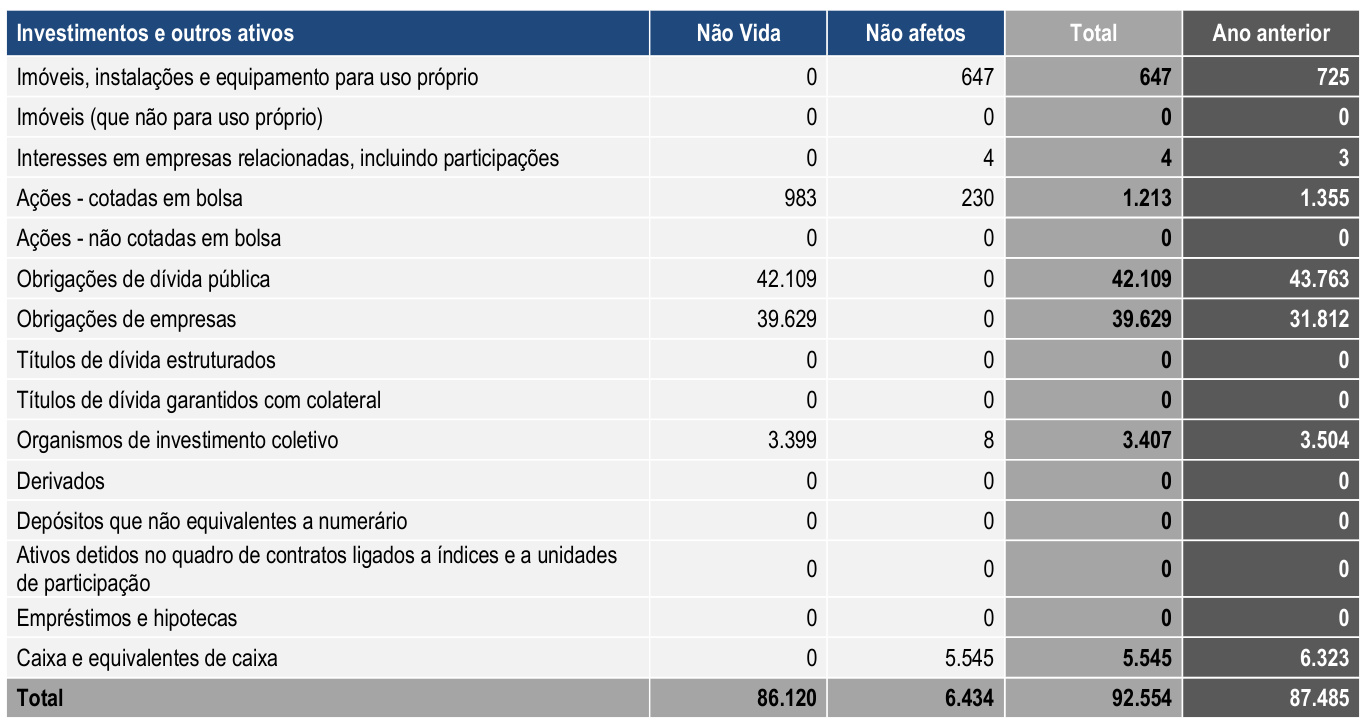 Investimentos e outros ativos Não Vida Não afetos Total Ano anterior
Imóveis, instalações e equipamento para uso próprio 0 647 647 725
Imóveis (que não para uso próprio) 0 0 0 0
Interesses em empresas relacionadas, incluindo participações 0 4 4 3
Ações - cotadas em bolsa 983 230 1.213 1.355
Ações - não cotadas em bolsa 0 0 0 0
Obrigações de dívida pública 42.109 0 42.109 43.763
Obrigações de empresas 39.629 0 39.629 31.812
Títulos de dívida estruturados 0 0 0 0
Títulos de dívida garantidos com colateral 0 0 0 0
Organismos de investimento coletivo 3.399 8 3.407 3.504
Derivados 0 0 0 0
Depósitos que não equivalentes a numerário 0 0 0 0
Ativos detidos no quadro de contratos ligados a índices e a unidades
de participação 0 0 0 0
Empréstimos e hipotecas 0 0 0 0
Caixa e equivalentes de caixa 0 5.545 5.545 6.323
Total 86.120 6.434 92.554 87.485